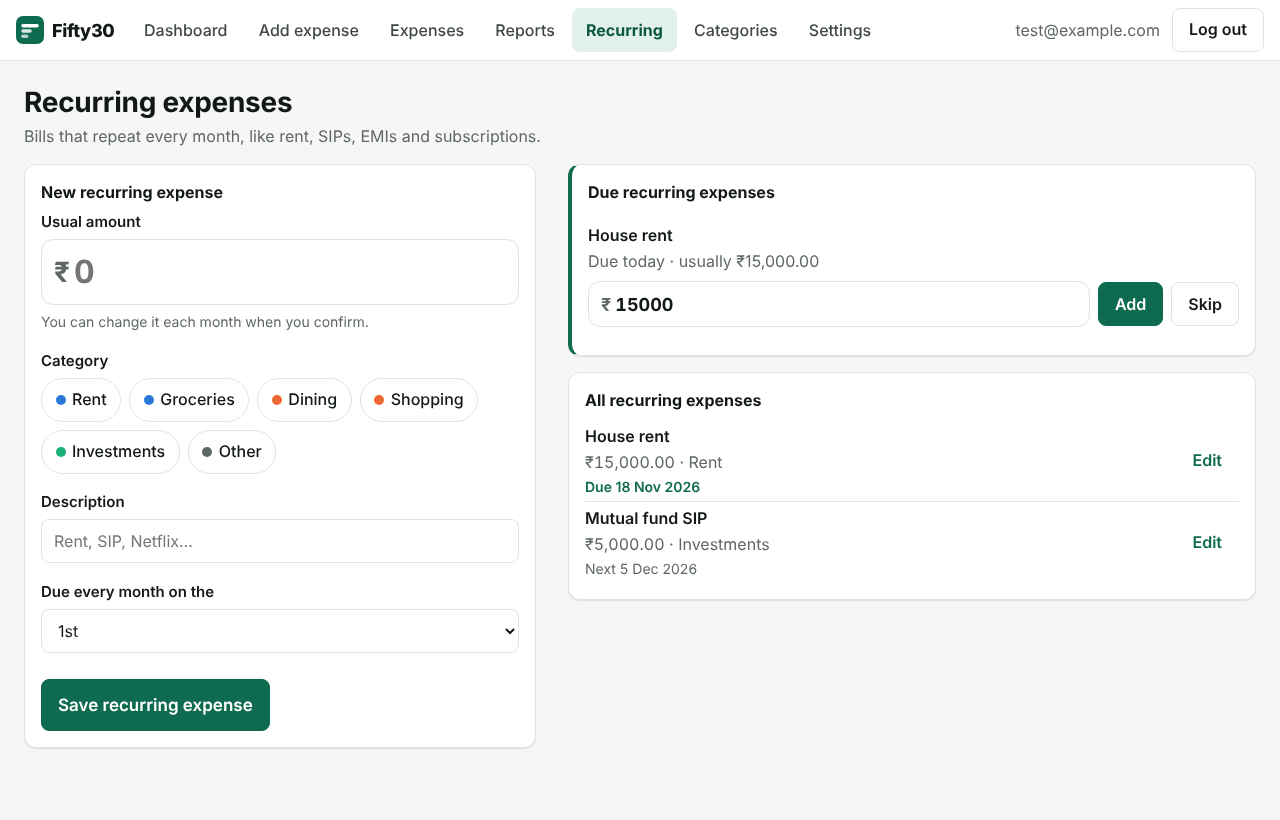 Fifty30
Dashboard
Add expense
Expenses
Reports
Recurring
Categories
Settings
test@example.com
Log out
Recurring expenses
Bills that repeat every month, like rent, SIPs, EMIs and subscriptions.
New recurring expense
Usual amount
₹ 0
You can change it each month when you confirm.
Category
Rent
Groceries
Dining
Shopping
Investments
Other
Description
Rent, SIP, Netflix...
Due every month on the
1st
Save recurring expense
Due recurring expenses
House rent
Due today · usually ₹15,000.00
₹ 15000
Add
Skip
All recurring expenses
House rent
₹15,000.00 · Rent
Due 18 Nov 2026
Edit
Mutual fund SIP
₹5,000.00 · Investments
Next 5 Dec 2026
Edit